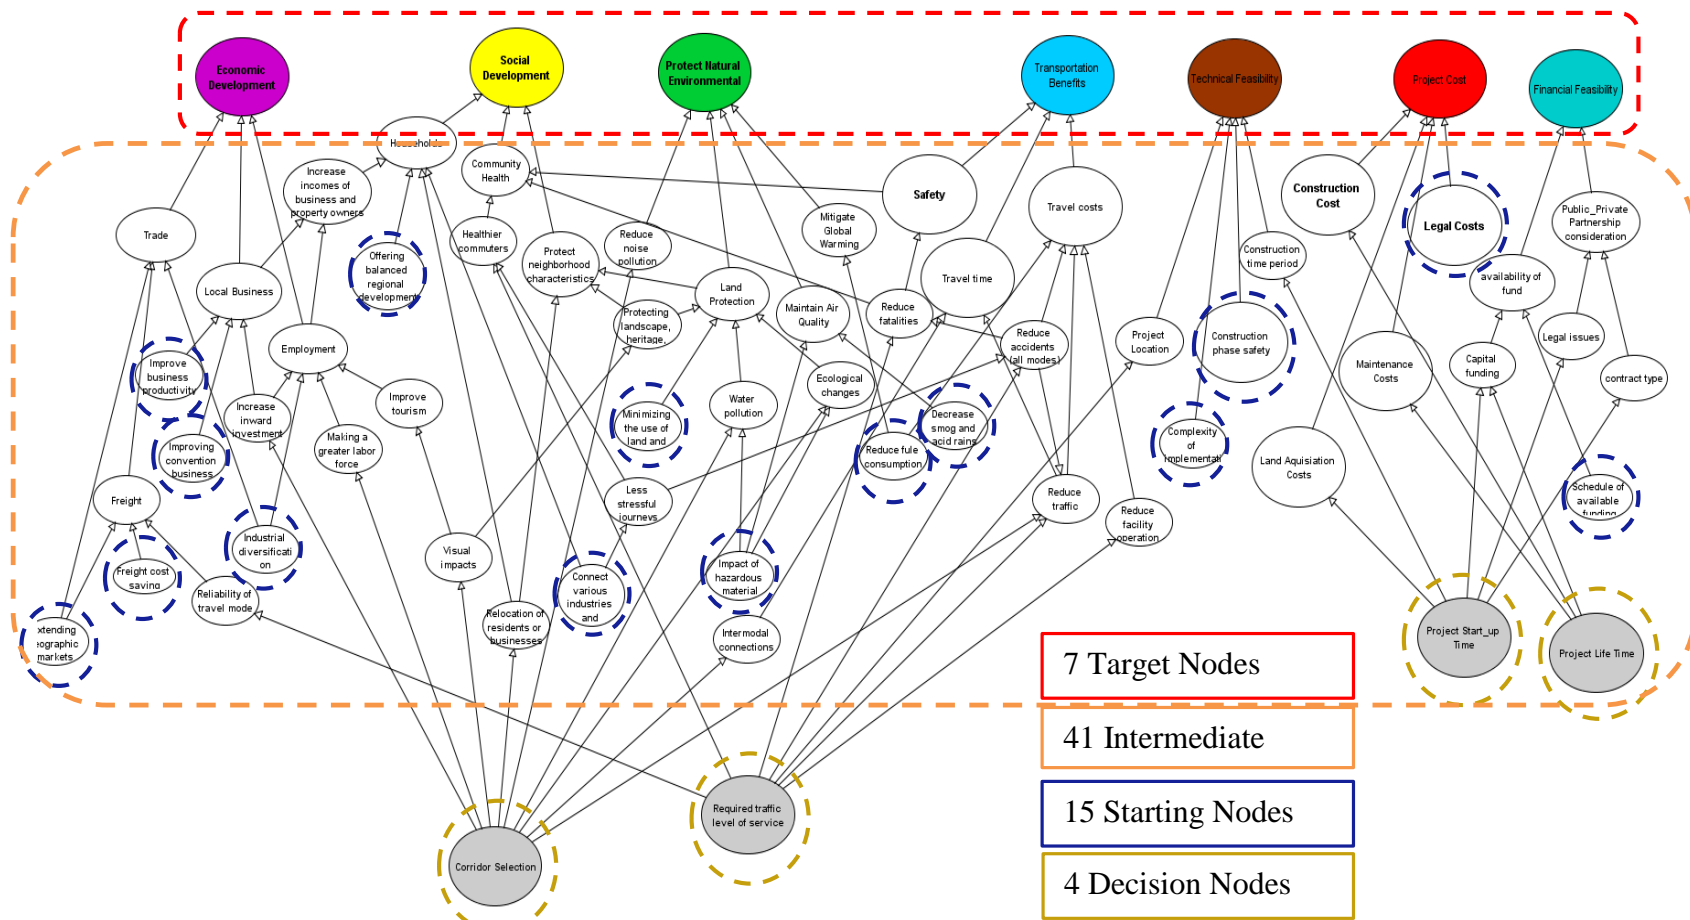 Economic
Development
Social
Development
Protect Natural
Environmental
Transportation
Benefits
Technical Feasibility
Project Cost
Financial Feasibility
Households
Community
Health
Increase
incomes of
business and
property owners
Safety
Construction
Cost
Legal Costs
Travel costs
Public_Private
Partnership
consideration
Trade
Healthier
commuters
Reduce
noise
pollution
Mitigate
Global
Warming
Construction
time period
Protect
neighborhood
characteristics
Offering
balanced
regional
development
Land
Protection
Travel time
availability of
fund
Local Business
Protecting
landscape,
heritage,
Maintain Air
Quality
Reduce
fatalities
Reduce
accidents
(all modes)
Project
Location
Construction
phase safety
Legal issues
Employment
Improve
business
productivity
Capital
funding
Maintenance
Costs
contract type
Ecological
changes
Improve
tourism
Water
pollution
Increase
inward
investment
Minimizing
the use of
land and
Decrease
smog and
acid rains
Making a
greater labor
force
Improving
convention
business
Reduce fule
consumption
Complexity
of
implementati
Land Aquisiation
Costs
Freight
Less
stressful
journeys
Reduce
traffic
Schedule of
available
funding
Reduce
facility
operation
Industrial
diversificati
on
Visual
impacts
Freight cost
saving
Connect
various
industries
and
Impact of
hazardous
material
Reliability of
travel mode
Relocation of
residents or
businesses
Intermodal
connections
xtending
eographic
markets
Project Start_up
Time
Project Life Time
7 Target Nodes
41 Intermediate
15 Starting Nodes
4 Decision Nodes
Required traffic
level of service
Corridor Selection